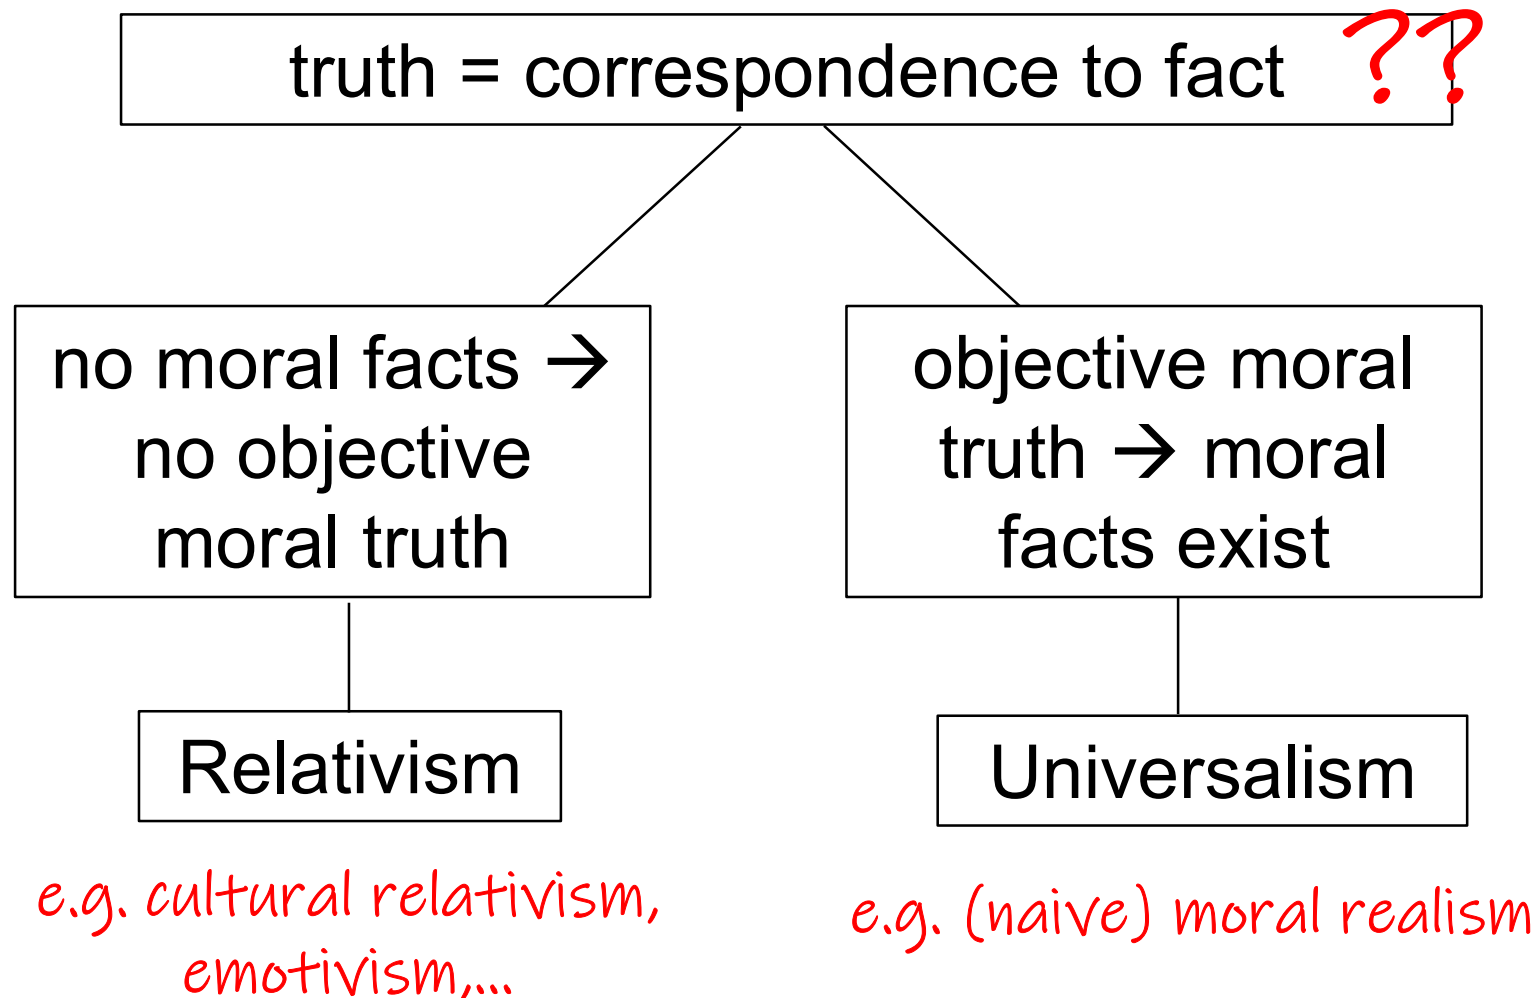 truth = correspondence to fact ??
no moral facts →
no objective
moral truth
objective moral
truth → moral
facts exist
Relativism
Universalism
e.g. cultural relativism,
emotivism,...
e.g. (naive) moral realism